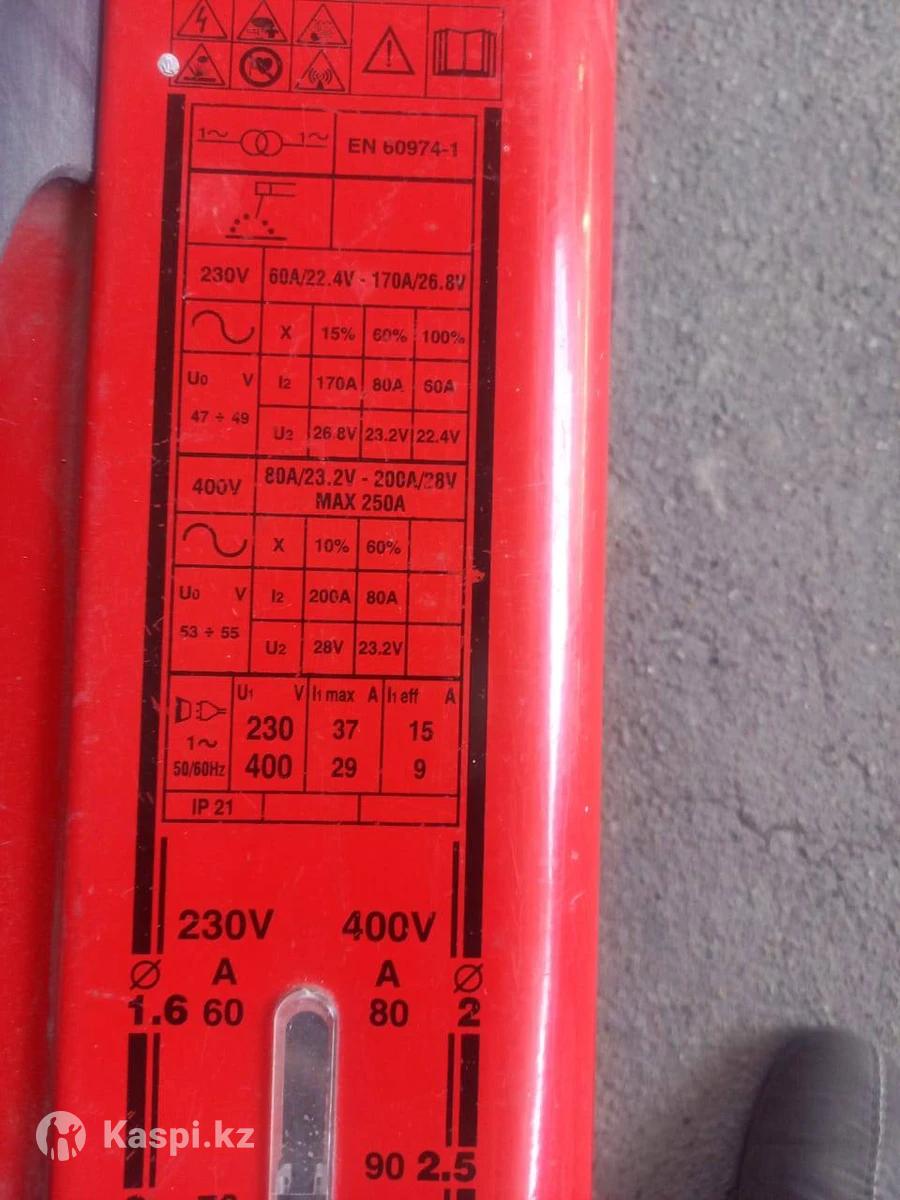 1~ 1~ EN 60974-1
230V 60A/22.4V - 170A/26.8V
X 15% 60% 100%
U0 V I2 170A 80A 60A
47 ÷ 49
U2 26.8V 23.2V 22.4V
400V 80A/23.2V - 200A/28V
MAX 250A
X 10% 60%
U0 V I2 200A 80A
53 ÷ 55
U2 28V 23.2V
U1 V I1 max A I1 eff A
230 37 15
1~
50/60Hz 400 29 9
IP 21
230V 400V
Ø A A Ø
1.6 60 80 2
90 2.5
Kaspi.kz